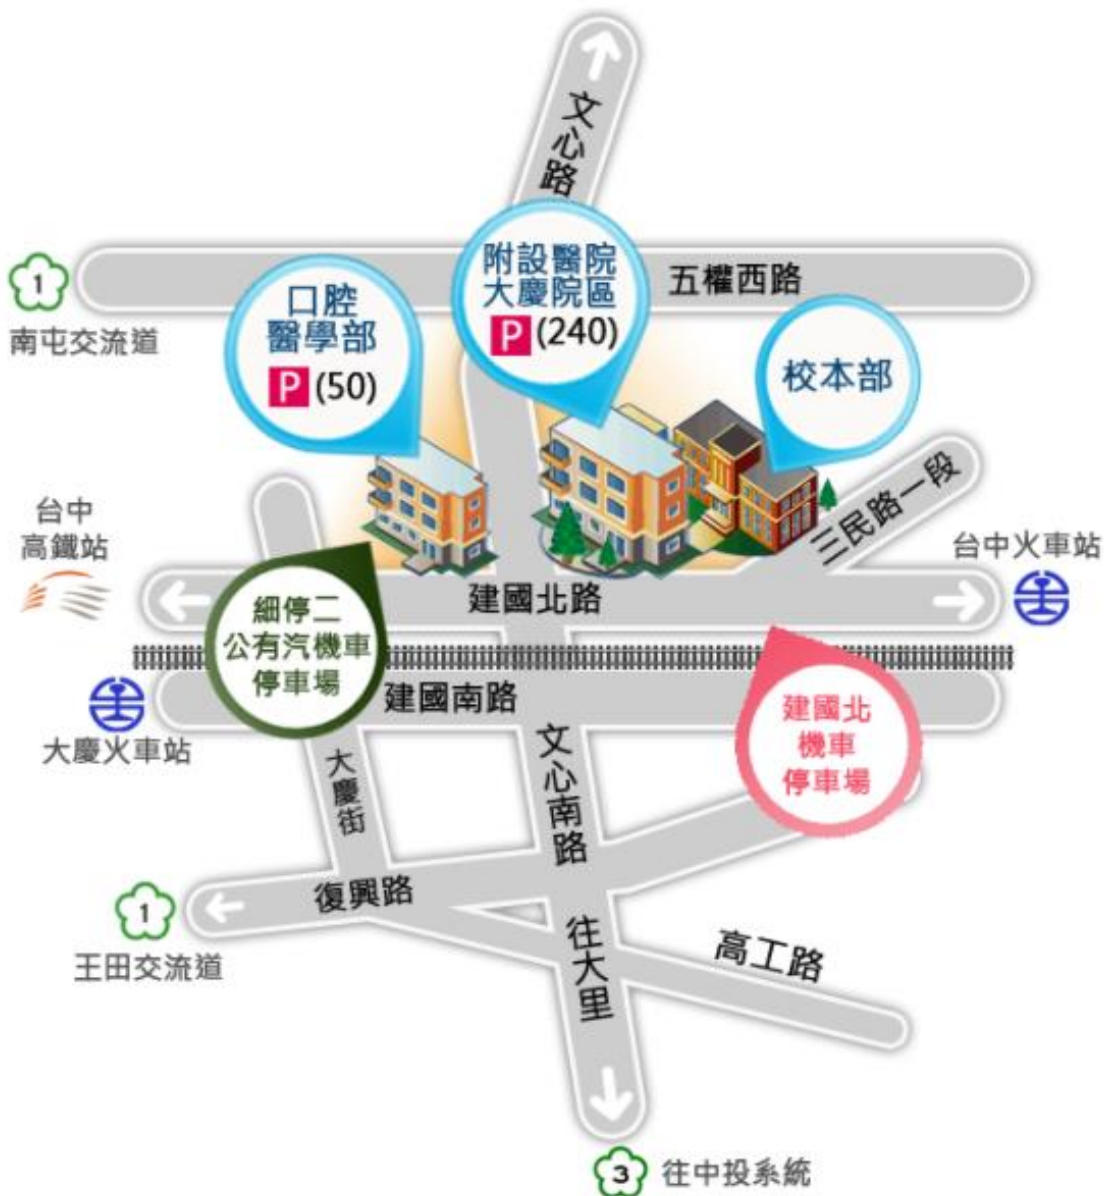 文心路
附設醫院
大慶院區
P (240)
五權西路
1
南屯交流道
口腔
醫學部
P (50)
校本部
三民路一段
台中
高鐵站
台中火車站
建國北路
細停二
公有汽機車
停車場
建國南路
大慶火車站
建國北
機車
停車場
大慶街
文心南路
復興路
1
王田交流道
往大里
高工路
3 往中投系統